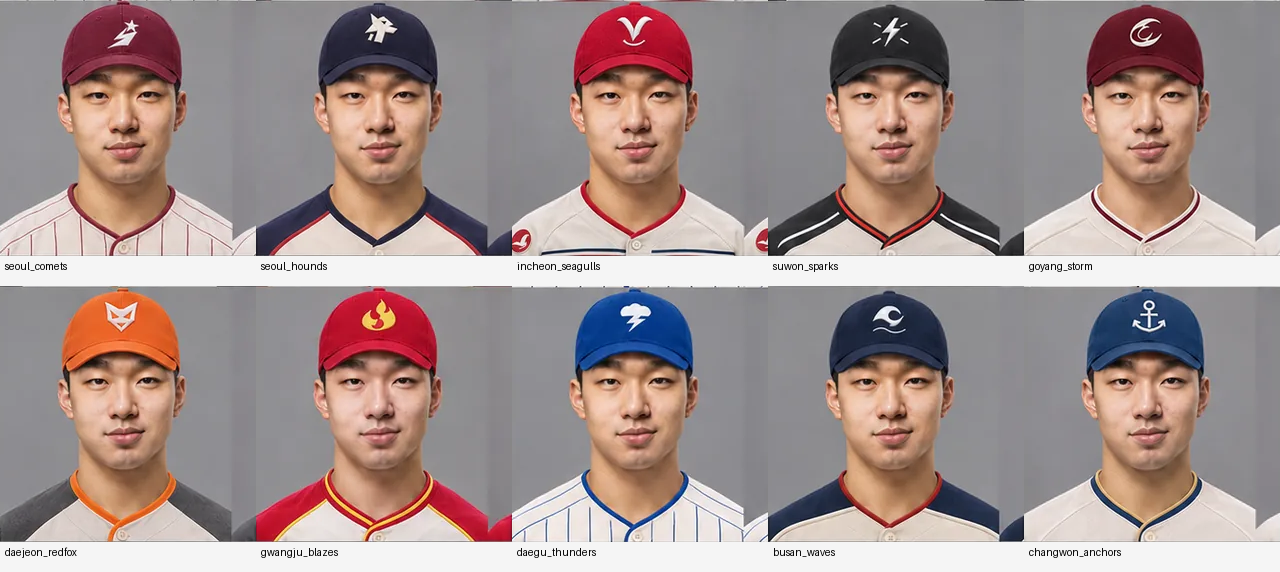 seoul_comets
seoul_hounds
incheon_seagulls
suwon_sparks
goyang_storm
daejeon_redfox
gwangju_blazes
daegu_thunders
busan_waves
changwon_anchors